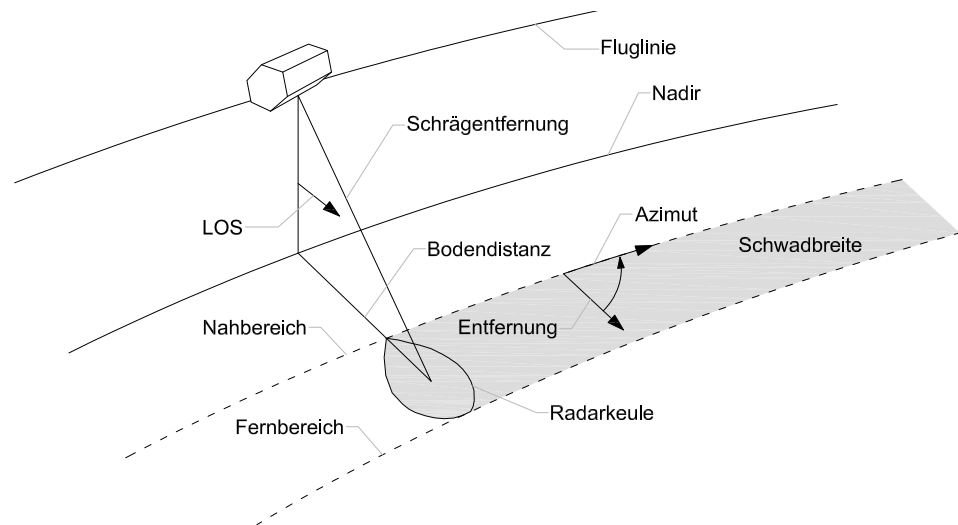 Fluglinie
Nadir
Schrägentfernung
LOS
Azimut
Bodendistanz
Schwadbreite
Nahbereich
Entfernung
Radarkeule
Fernbereich